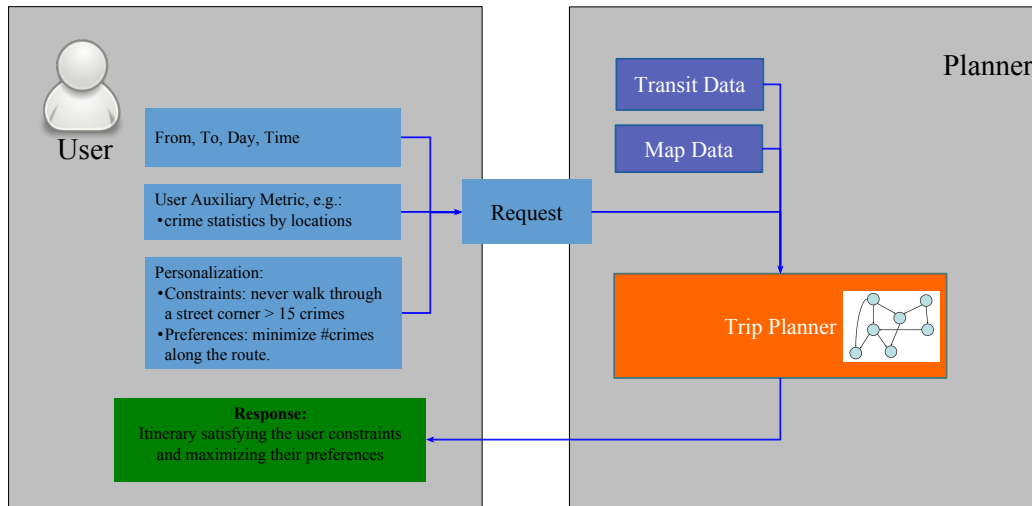 User
From, To, Day, Time
User Auxiliary Metric, e.g.:
•crime statistics by locations
Personalization:
•Constraints: never walk through
a street corner > 15 crimes
•Preferences: minimize #crimes
along the route.
Response:
Itinerary satisfying the user constraints
and maximizing their preferences
Request
Planner
Transit Data
Map Data
Trip Planner